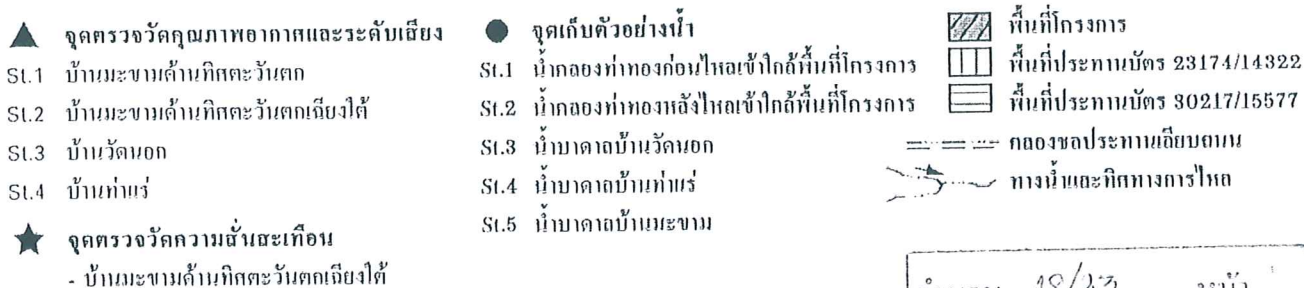 จุดตรวจวัดคุณภาพอากาศและระดับเสียง
St.1 บ้านมะขามด้านทิศตะวันตก
St.2 บ้านมะขามด้านทิศตะวันตกเฉียงใต้
St.3 บ้านวัดนอก
St.4 บ้านท่าแร่
จุดตรวจวัดความสั่นสะเทือน
- บ้านมะขามด้านทิศตะวันตกเฉียงใต้
จุดเก็บตัวอย่างน้ำ
St.1 น้ำคลองท่าทองก่อนไหลเข้าใกล้พื้นที่โครงการ
St.2 น้ำคลองท่าทองหลังไหลเข้าใกล้พื้นที่โครงการ
St.3 น้ำบาดาลบ้านวัดนอก
St.4 น้ำบาดาลบ้านท่าแร่
St.5 น้ำบาดาลบ้านมะขาม
พื้นที่โครงการ
พื้นที่ประทานบัตร 23174/14322
พื้นที่ประทานบัตร 30217/15577
คลองชลประทานเลียบถนน
ทางน้ำและทิศทางการไหล
18/23 หน้า